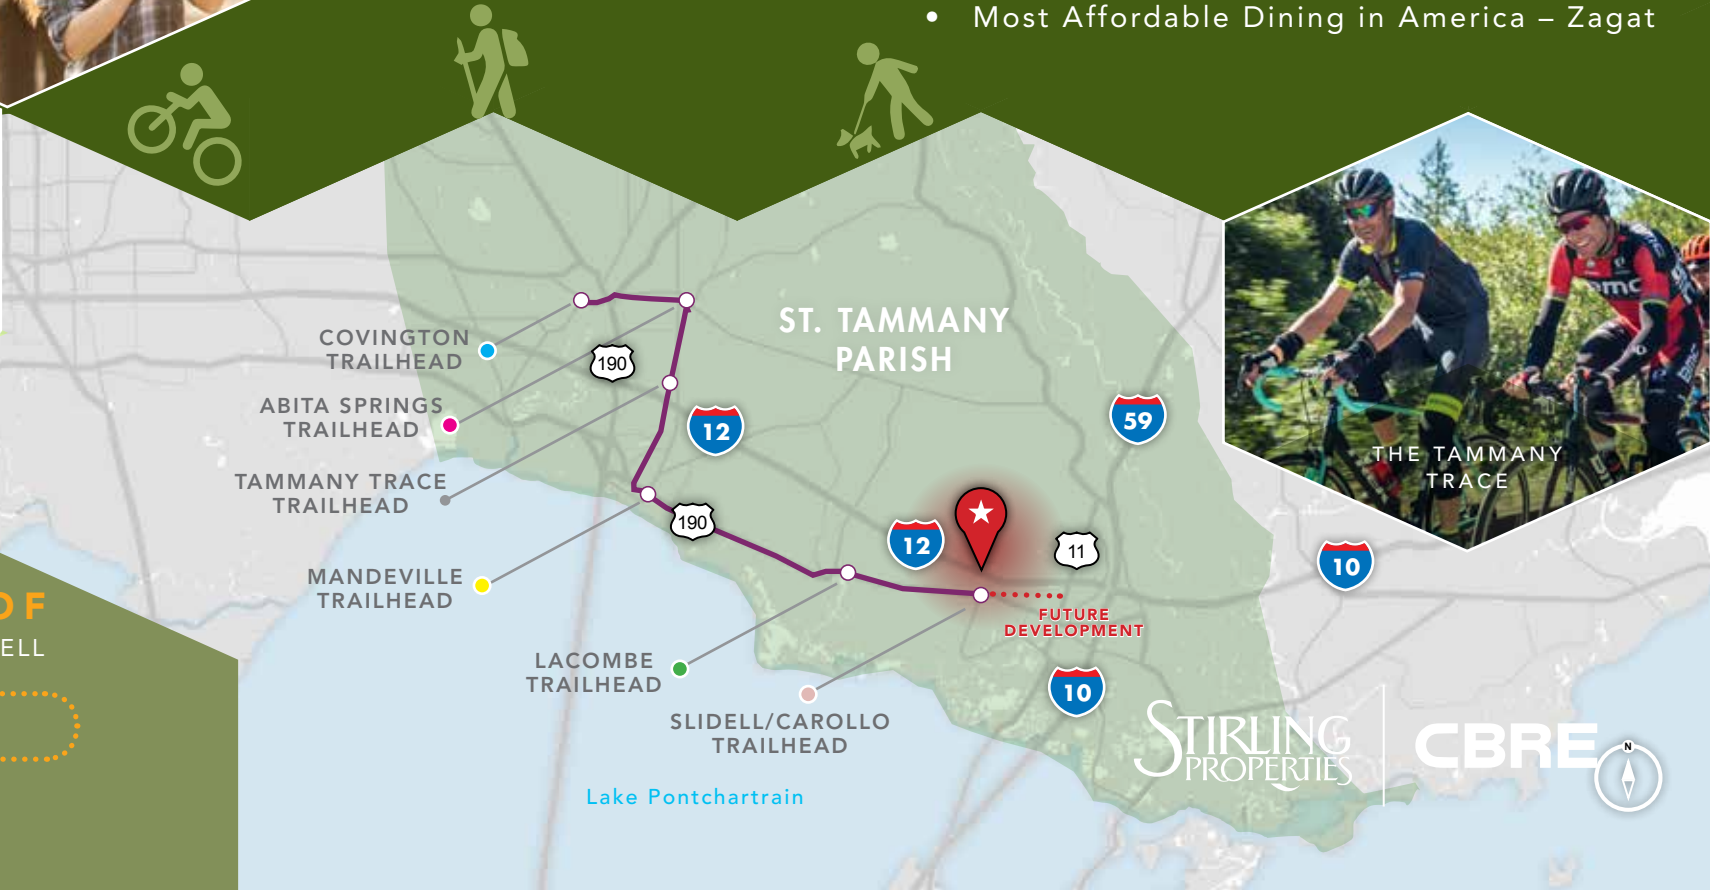 • Most Affordable Dining in America – Zagat
COVINGTON
TRAILHEAD
190
ST. TAMMANY
PARISH
ABITA SPRINGS
TRAILHEAD
12
59
THE TAMMANY
TRACE
TAMMANY TRACE
TRAILHEAD
190
12
11
10
MANDEVILLE
TRAILHEAD
OF
ELL
FUTURE
DEVELOPMENT
LACOMBE
TRAILHEAD
10
SLIDELL/CAROLLO
TRAILHEAD
STIRLING
PROPERTIES
CBRE
N
Lake Pontchartrain